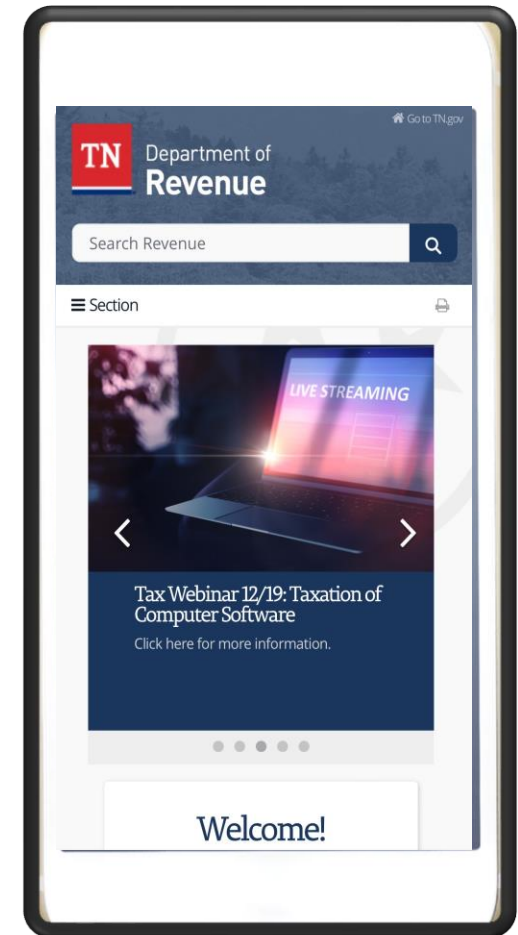 Go to TN.gov
TN
Department of
Revenue
Search Revenue
Section
LIVE STREAMING
Tax Webinar 12/19: Taxation of
Computer Software
Click here for more information.
Welcome!